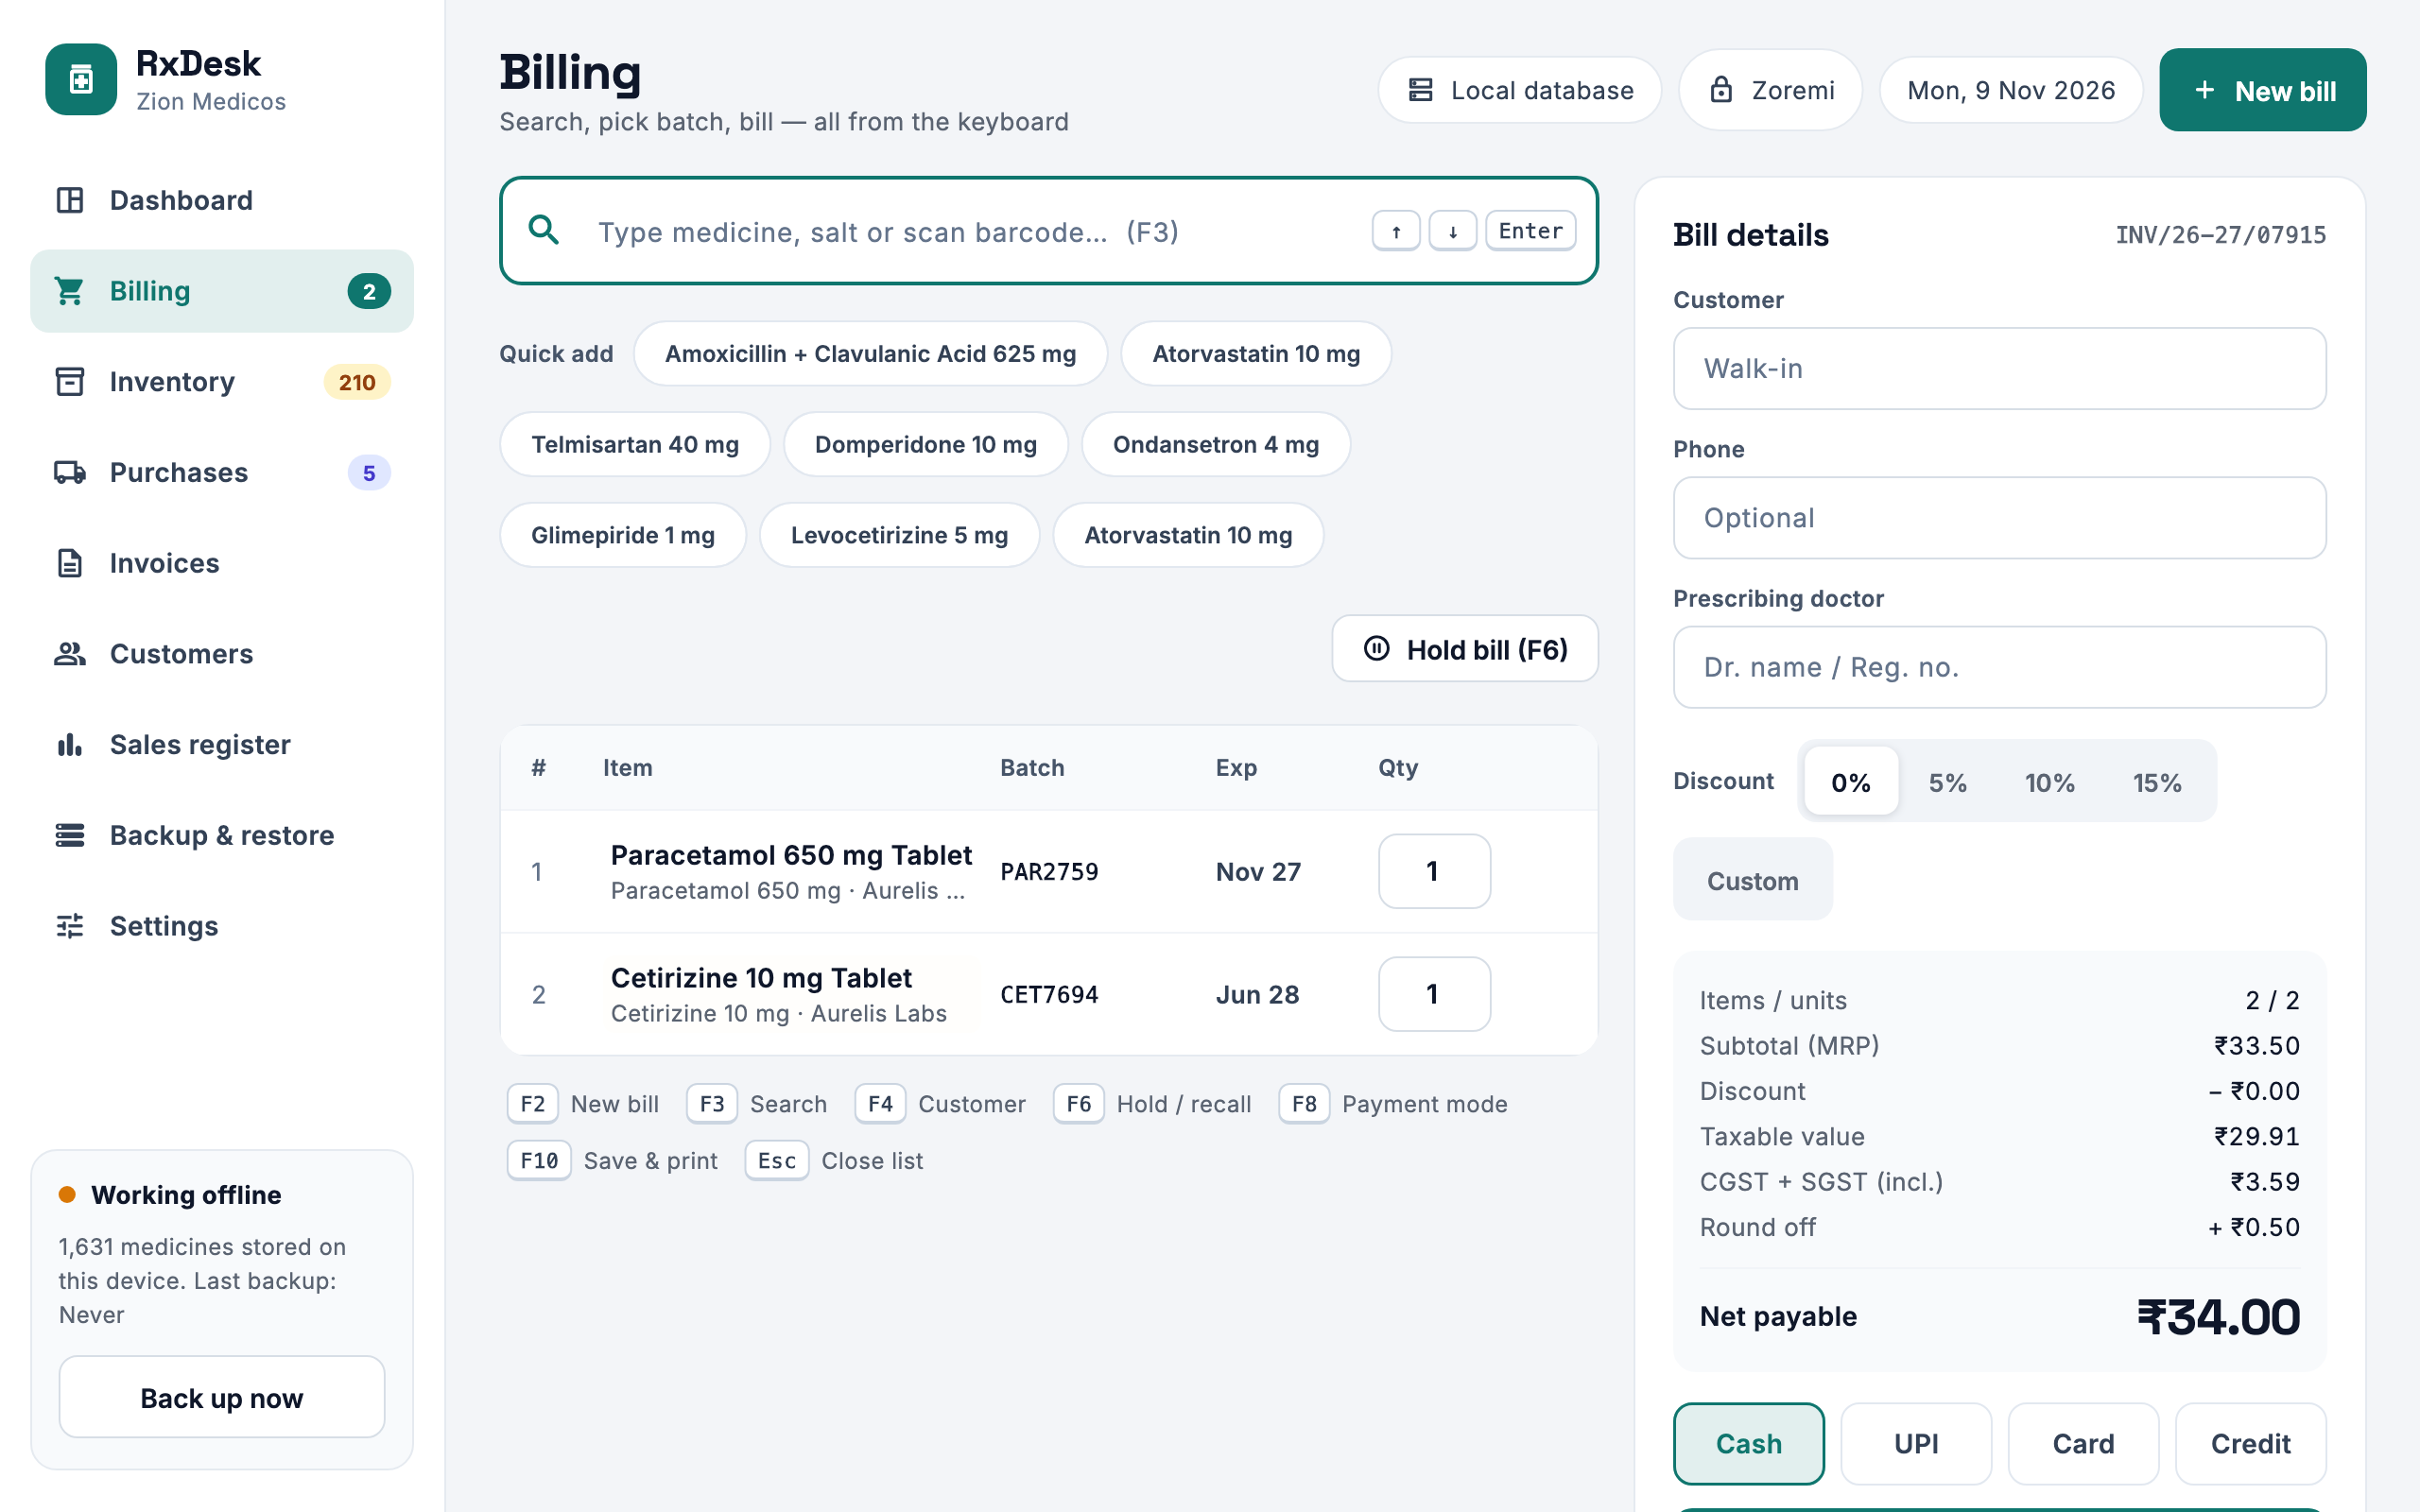 RxDesk
Zion Medicos
Dashboard
Billing 2
Inventory 210
Purchases 5
Invoices
Customers
Sales register
Backup & restore
Settings
Working offline
1,631 medicines stored on
this device. Last backup:
Never
Back up now
Billing
Search, pick batch, bill — all from the keyboard
Local database
Zoremi
Mon, 9 Nov 2026
+ New bill
Type medicine, salt or scan barcode... (F3)
↑ ↓ Enter
Quick add Amoxicillin + Clavulanic Acid 625 mg Atorvastatin 10 mg
Telmisartan 40 mg Domperidone 10 mg Ondansetron 4 mg
Glimepiride 1 mg Levocetirizine 5 mg Atorvastatin 10 mg
Hold bill (F6)
# Item Batch Exp Qty
1 Paracetamol 650 mg Tablet PAR2759 Nov 27 1
Paracetamol 650 mg · Aurelis ...
2 Cetirizine 10 mg Tablet CET7694 Jun 28 1
Cetirizine 10 mg · Aurelis Labs
F2 New bill F3 Search F4 Customer F6 Hold / recall F8 Payment mode
F10 Save & print Esc Close list
Bill details INV/26-27/07915
Customer
Walk-in
Phone
Optional
Prescribing doctor
Dr. name / Reg. no.
Discount 0% 5% 10% 15%
Custom
Items / units 2 / 2
Subtotal (MRP) ₹33.50
Discount − ₹0.00
Taxable value ₹29.91
CGST + SGST (incl.) ₹3.59
Round off + ₹0.50
Net payable ₹34.00
Cash UPI Card Credit